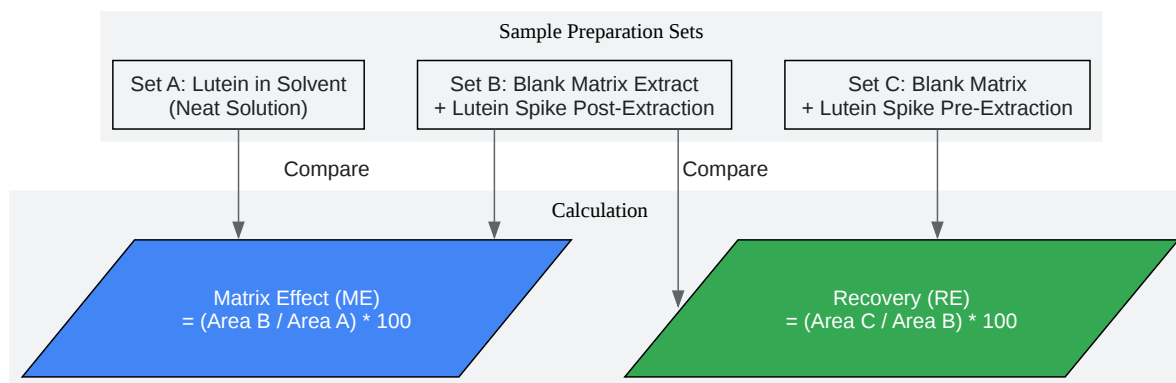 Sample Preparation Sets
Set A: Lutein in Solvent
(Neat Solution)
Set B: Blank Matrix Extract
+ Lutein Spike Post-Extraction
Set C: Blank Matrix
+ Lutein Spike Pre-Extraction
Compare
Compare
Calculation
Matrix Effect (ME)
= (Area B / Area A) * 100
Recovery (RE)
= (Area C / Area B) * 100